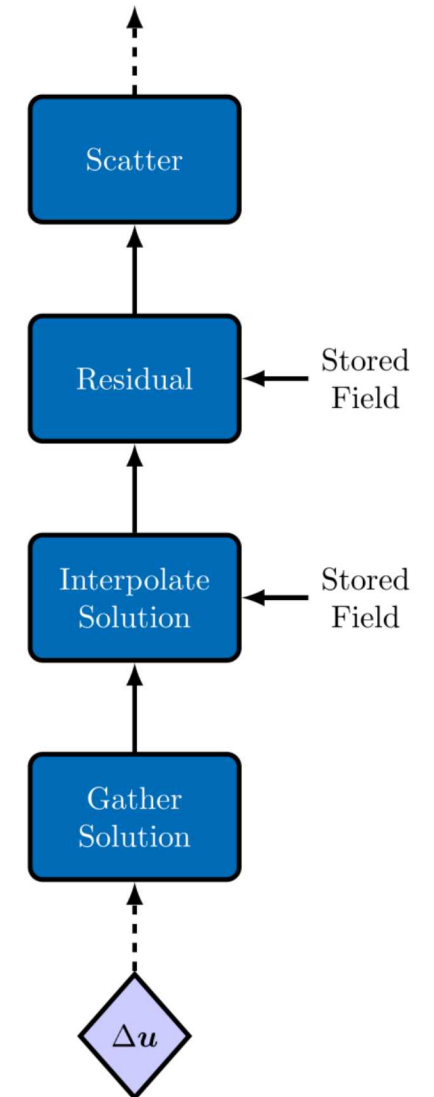 Scatter
Residual
Stored
Field
Interpolate
Solution
Stored
Field
Gather
Solution
Δu